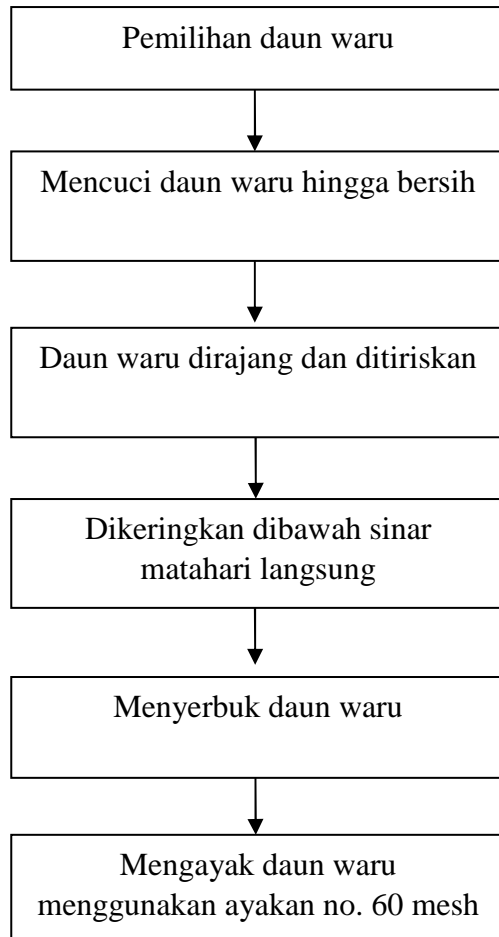 Pemilihan daun waru
Mencuci daun waru hingga bersih
Daun waru dirajang dan ditiriskan
Dikeringkan dibawah sinar
matahari langsung
Menyerbuk daun waru
Mengayak daun waru
menggunakan ayakan no. 60 mesh